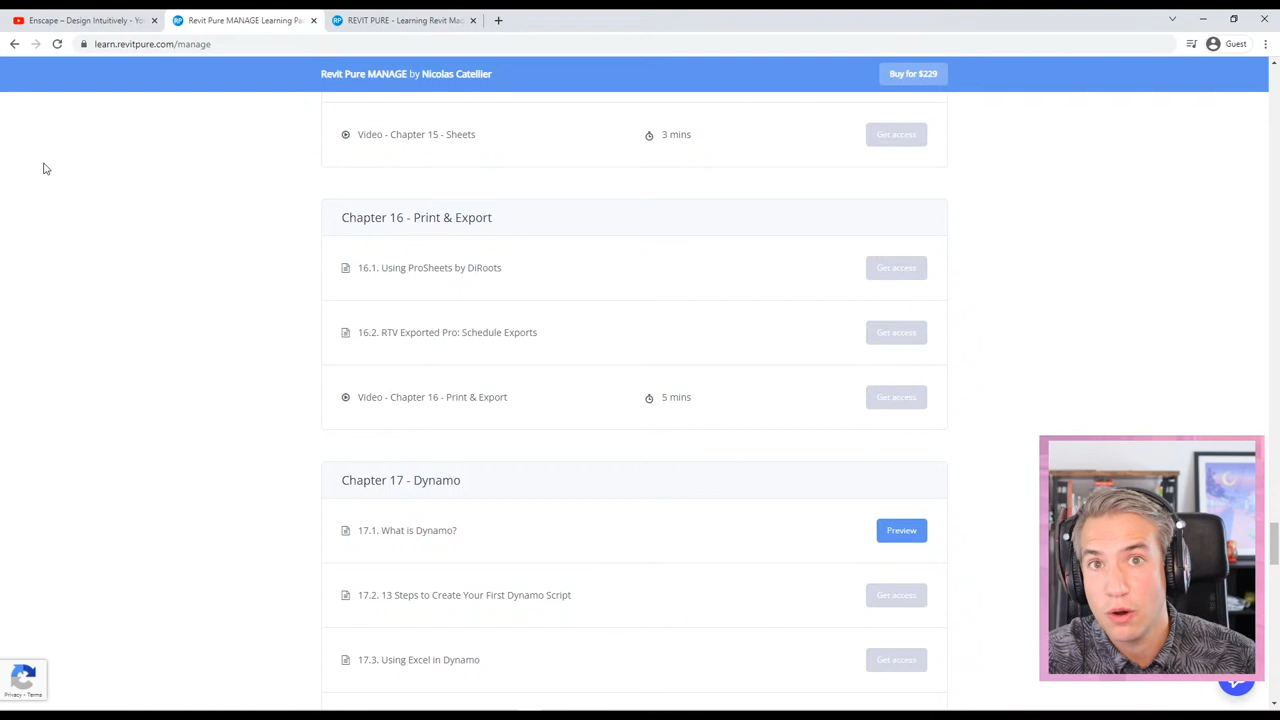 Enscape – Design Intuitively - Yo
Revit Pure MANAGE Learning Pa
REVIT PURE - Learning Revit Ma
learn.revitpure.com/manage
Guest
Revit Pure MANAGE by Nicolas Catellier
Buy for $229
Video - Chapter 15 - Sheets
3 mins
Get access
Chapter 16 - Print & Export
16.1. Using ProSheets by DiRoots
Get access
16.2. RTV Exported Pro: Schedule Exports
Get access
Video - Chapter 16 - Print & Export
5 mins
Get access
Chapter 17 - Dynamo
17.1. What is Dynamo?
Preview
17.2. 13 Steps to Create Your First Dynamo Script
Get access
17.3. Using Excel in Dynamo
Get access
Privacy - Terms